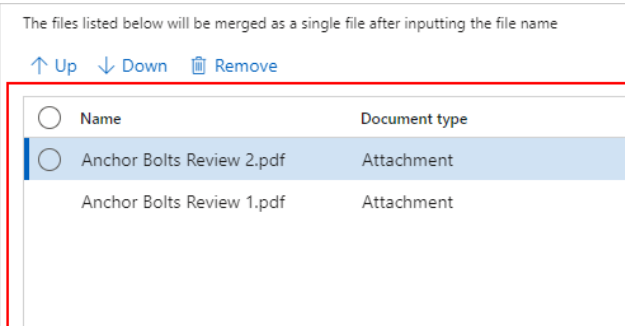 The files listed below will be merged as a single file after inputting the file name
Up Down Remove
Name Document type
Anchor Bolts Review 2.pdf Attachment
Anchor Bolts Review 1.pdf Attachment